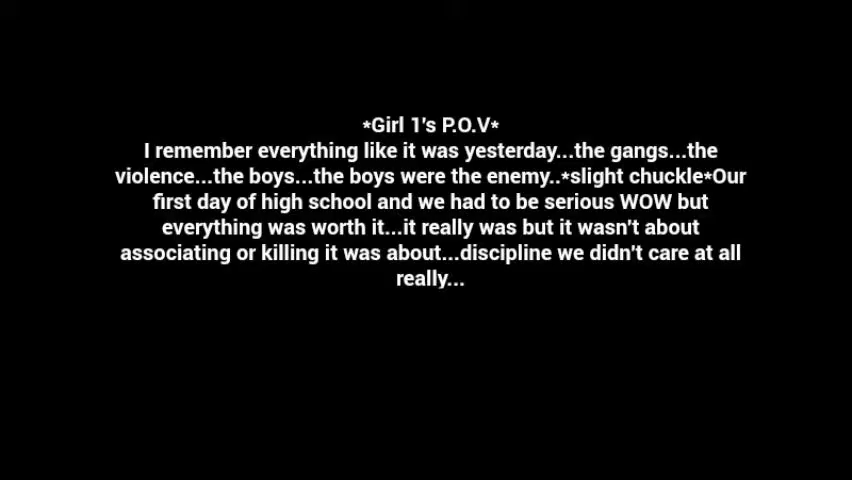 *Girl 1's P.O.V*
I remember everything like it was yesterday...the gangs...the
violence...the boys...the boys were the enemy..*slight chuckle*Our
first day of high school and we had to be serious WOW but
everything was worth it...it really was but it wasn't about
associating or killing it was about...discipline we didn't care at all
really...